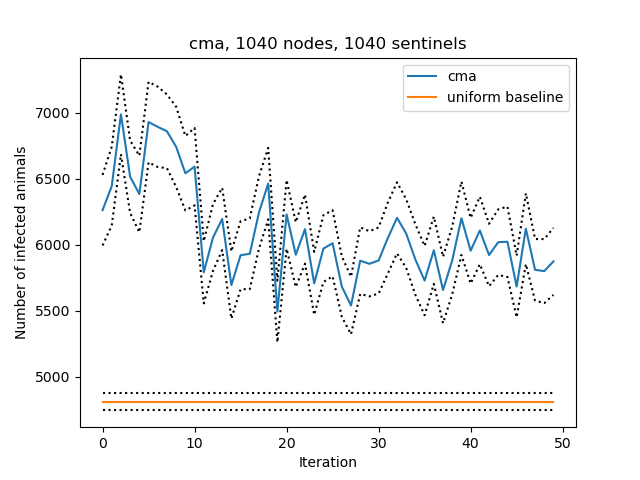 cma, 1040 nodes, 1040 sentinels
cma
uniform baseline
Number of infected animals
7000
6500
6000
5500
5000
0 10 20 30 40 50
Iteration